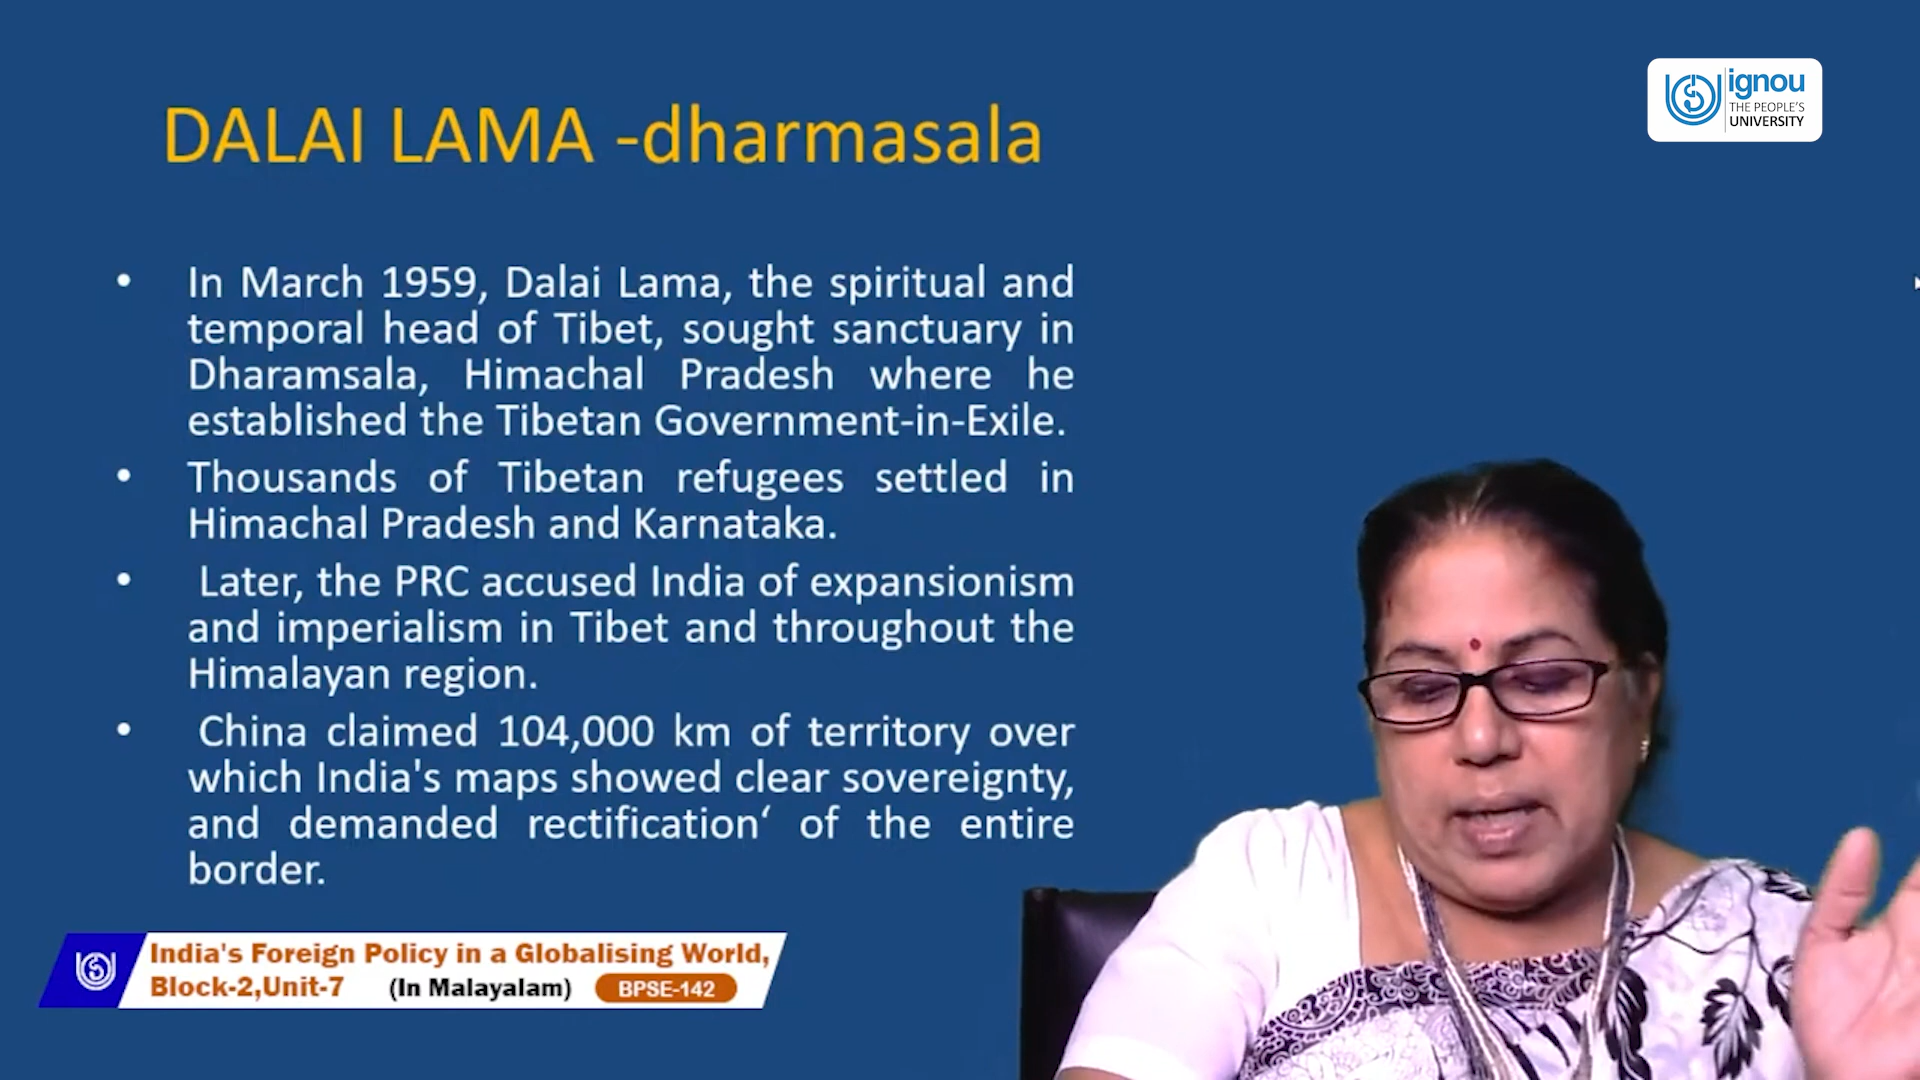 ignou
THE PEOPLE'S
UNIVERSITY
DALAI LAMA -dharmasala
• In March 1959, Dalai Lama, the spiritual and
temporal head of Tibet, sought sanctuary in
Dharamsala, Himachal Pradesh where he
established the Tibetan Government-in-Exile.
• Thousands of Tibetan refugees settled in
Himachal Pradesh and Karnataka.
• Later, the PRC accused India of expansionism
and imperialism in Tibet and throughout the
Himalayan region.
• China claimed 104,000 km of territory over
which India's maps showed clear sovereignty,
and demanded rectification‘ of the entire
border.
India's Foreign Policy in a Globalising World,
Block-2,Unit-7 (In Malayalam) BPSE-142